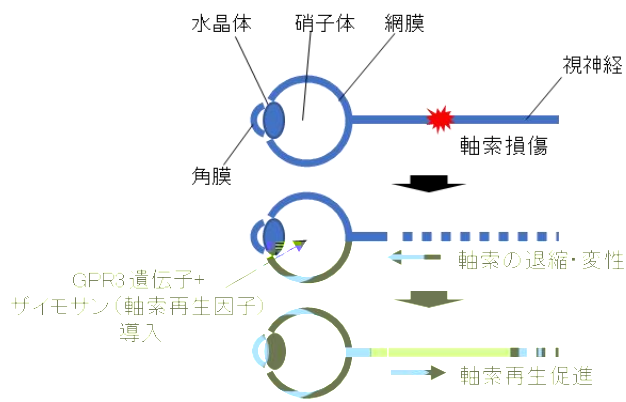 水晶体
硝子体
網膜
視神経
軸索損傷
角膜
GPR3遺伝子+
ザイモサン(軸索再生因子)
導入
軸索の退縮・変性
軸索再生促進